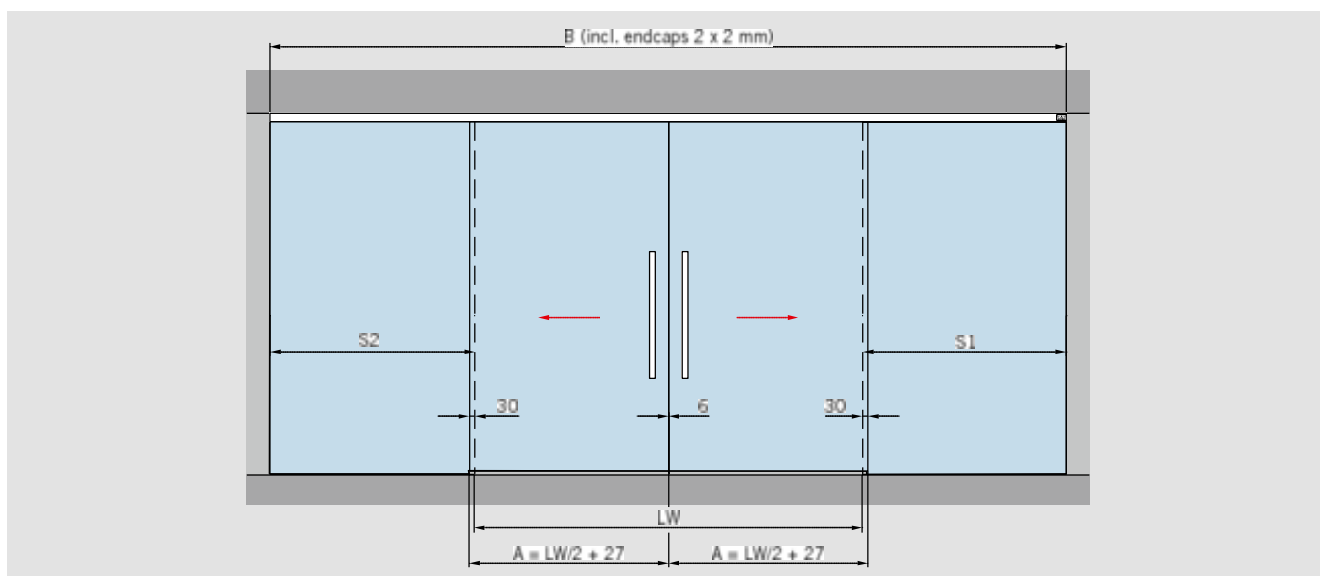 B (incl. endcaps 2 x 2 mm)
S2
S1
30
6
30
LW
A = LW/2 + 27
A = LW/2 + 27